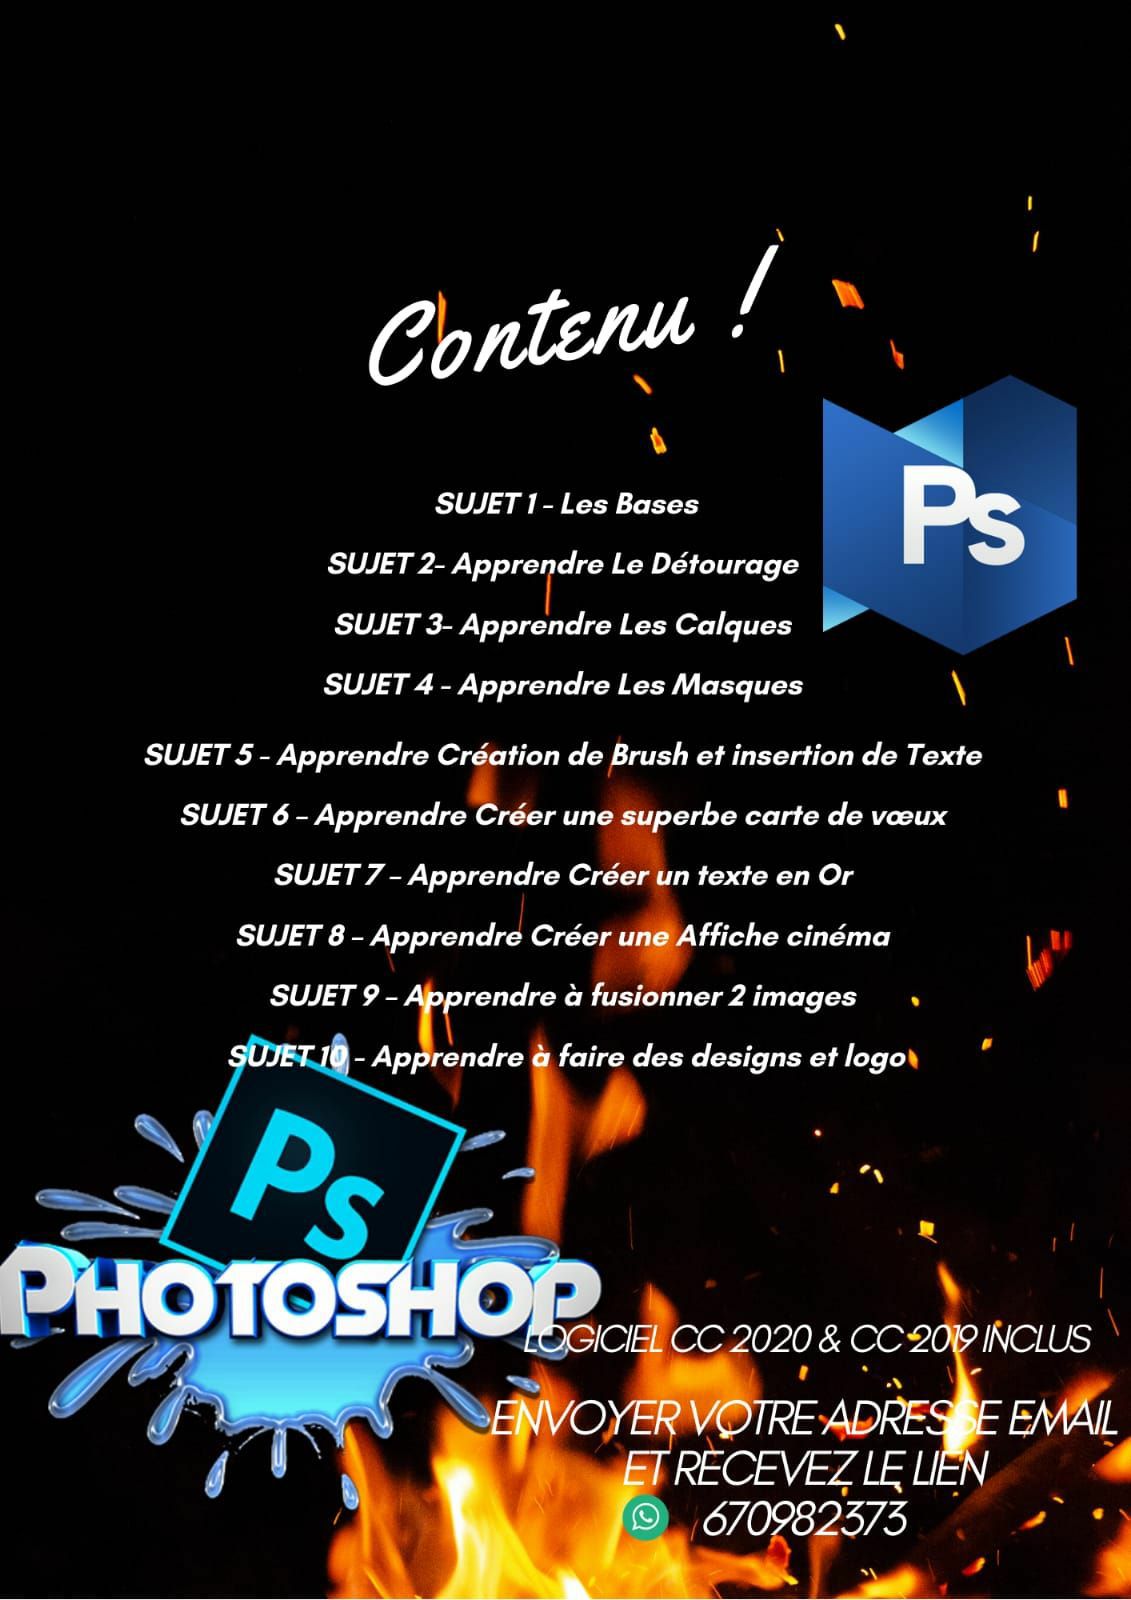 Contenu !
Ps
SUJET 1 - Les Bases
SUJET 2- Apprendre Le Détourage
SUJET 3- Apprendre Les Calques
SUJET 4 - Apprendre Les Masques
SUJET 5 - Apprendre Création de Brush et insertion de Texte
SUJET 6 – Apprendre Créer une superbe carte de vœux
SUJET 7 – Apprendre Créer un texte en Or
SUJET 8 – Apprendre Créer une Affiche cinéma
SUJET 9 – Apprendre à fusionner 2 images
SUJET 10 – Apprendre à faire des designs et logo
Ps
PHOTOSHOP
LOGICIEL CC 2020 & CC 2019 INCLUS
ENVOYER VOTRE ADRESSE EMAIL
ET RECEVEZ LE LIEN
670982373